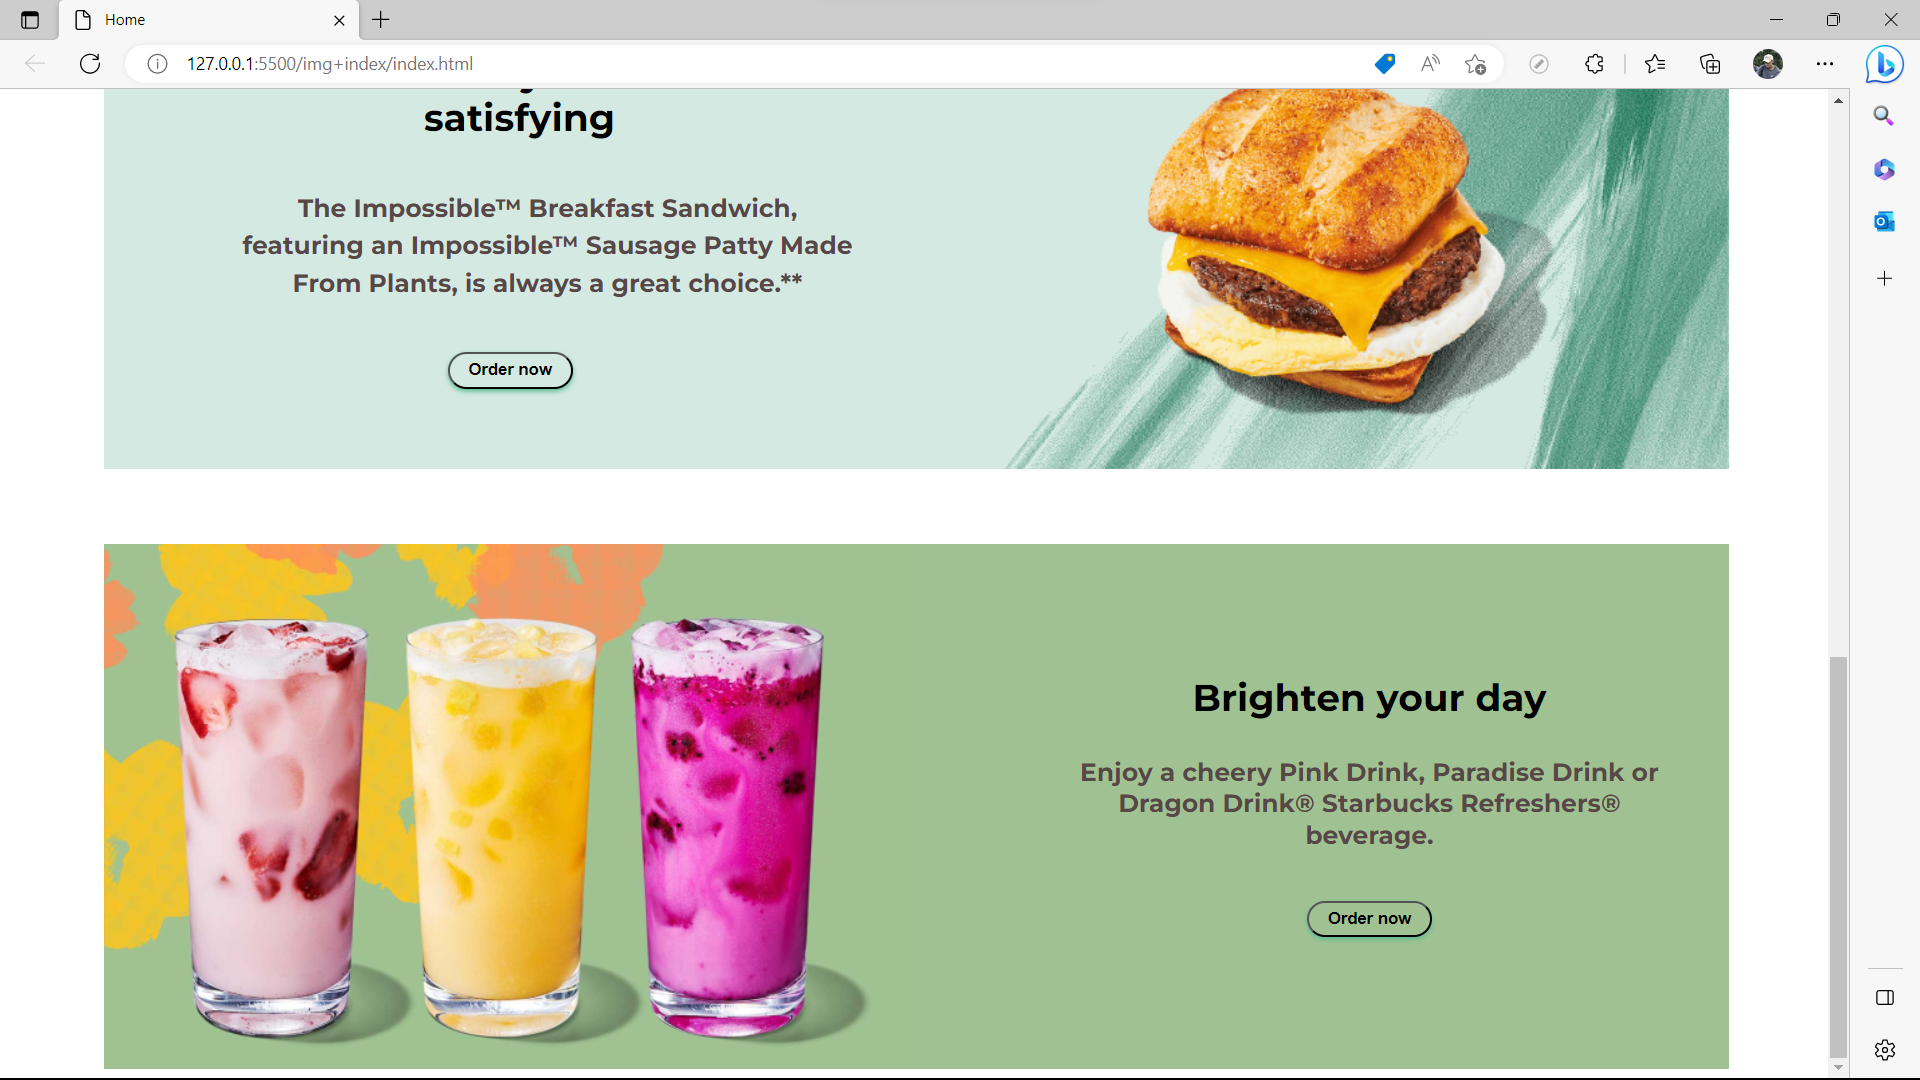 Home
127.0.0.1:5500/img+index/index.html
satisfying
The Impossible™ Breakfast Sandwich,
featuring an Impossible™ Sausage Patty Made
From Plants, is always a great choice.**
Order now
Brighten your day
Enjoy a cheery Pink Drink, Paradise Drink or
Dragon Drink® Starbucks Refreshers®
beverage.
Order now